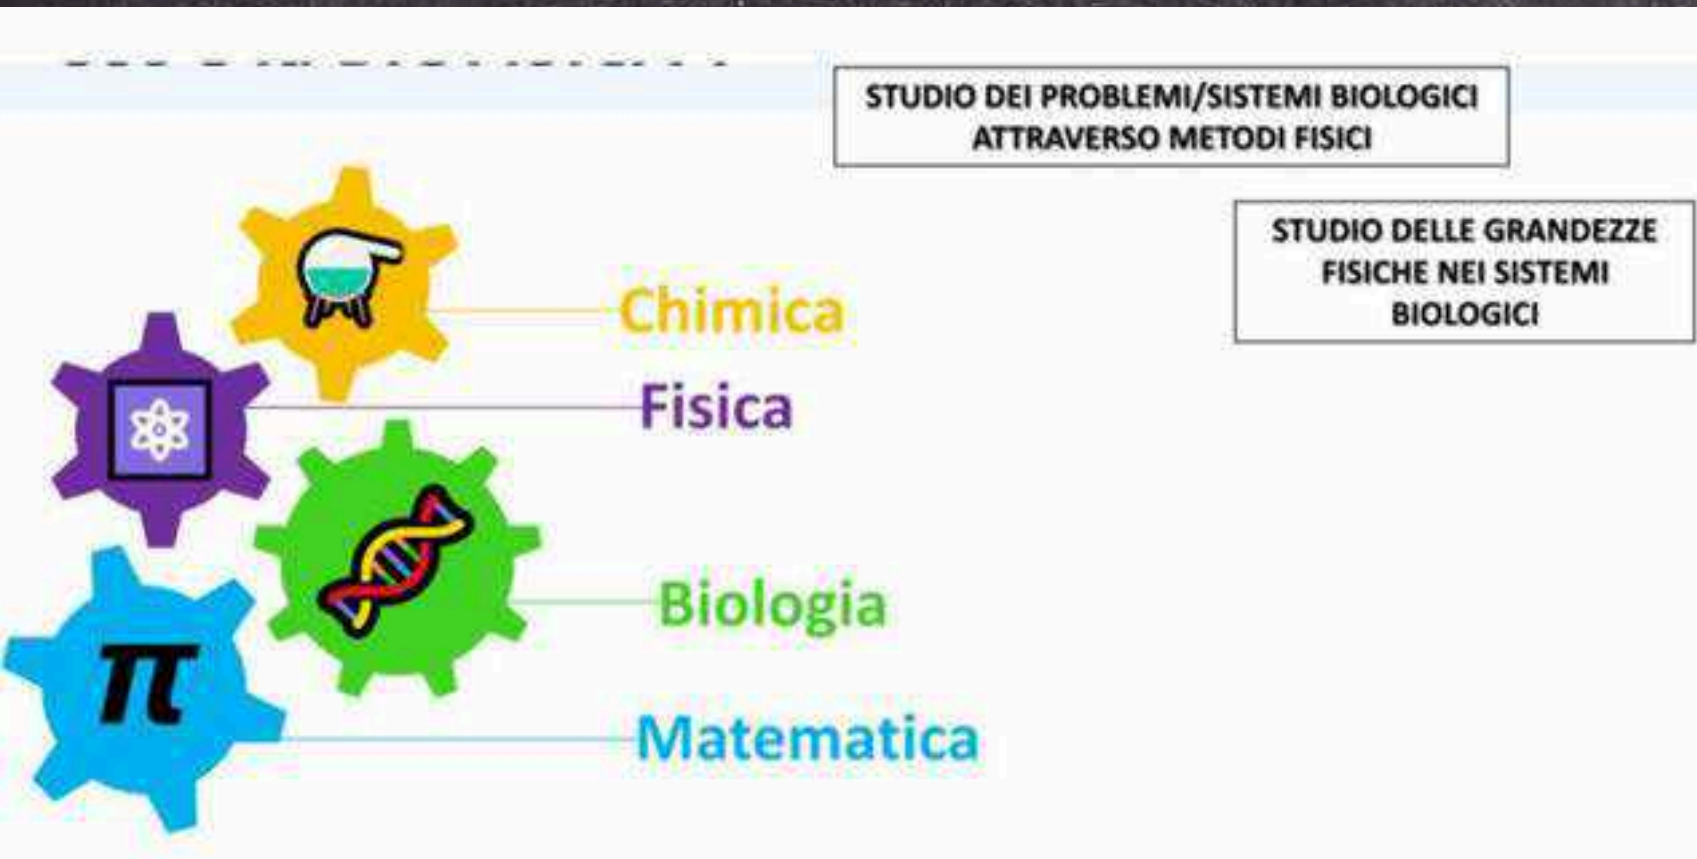 STUDIO DEI PROBLEMI/SISTEMI BIOLOGICI
ATTRAVERSO METODI FISICI
STUDIO DELLE GRANDEZZE
FISICHE NEI SISTEMI
BIOLOGICI
Chimica
Fisica
Biologia
π
Matematica